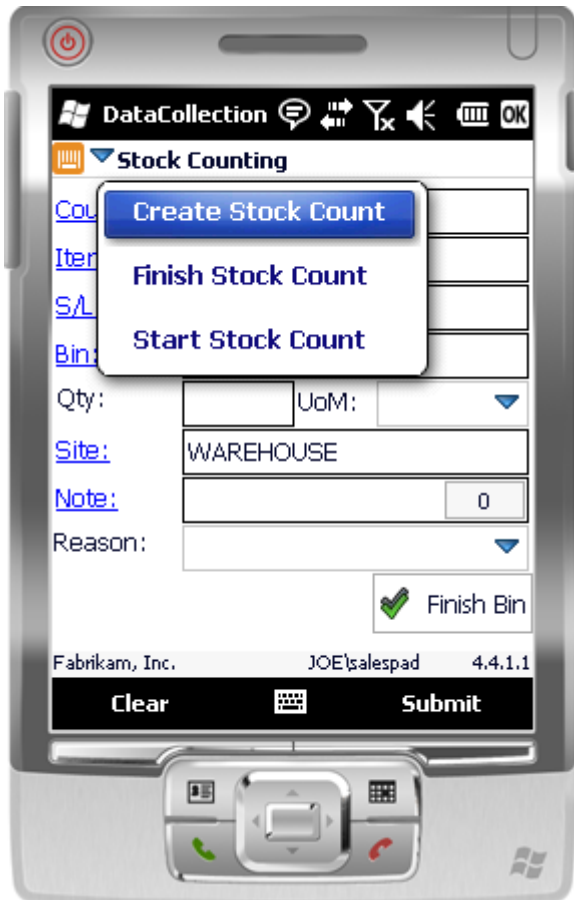 DataCollection OK
Stock Counting
Cou
Create Stock Count
Iter
Finish Stock Count
S/L
Start Stock Count
Bin:
Qty: UoM:
Site: WAREHOUSE
Note: 0
Reason:
Finish Bin
Fabrikam, Inc. JOE\salespad 4.4.1.1
Clear Submit